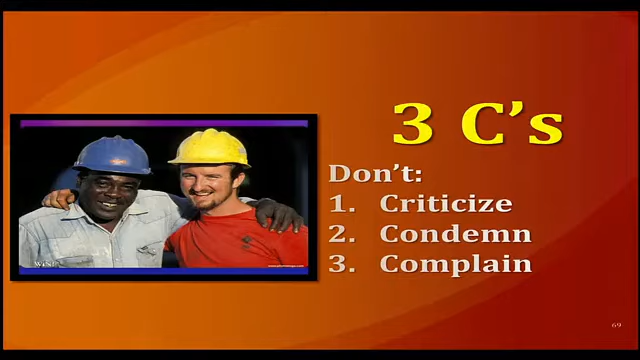 3 C's
Don't:
1. Criticize
2. Condemn
3. Complain
69